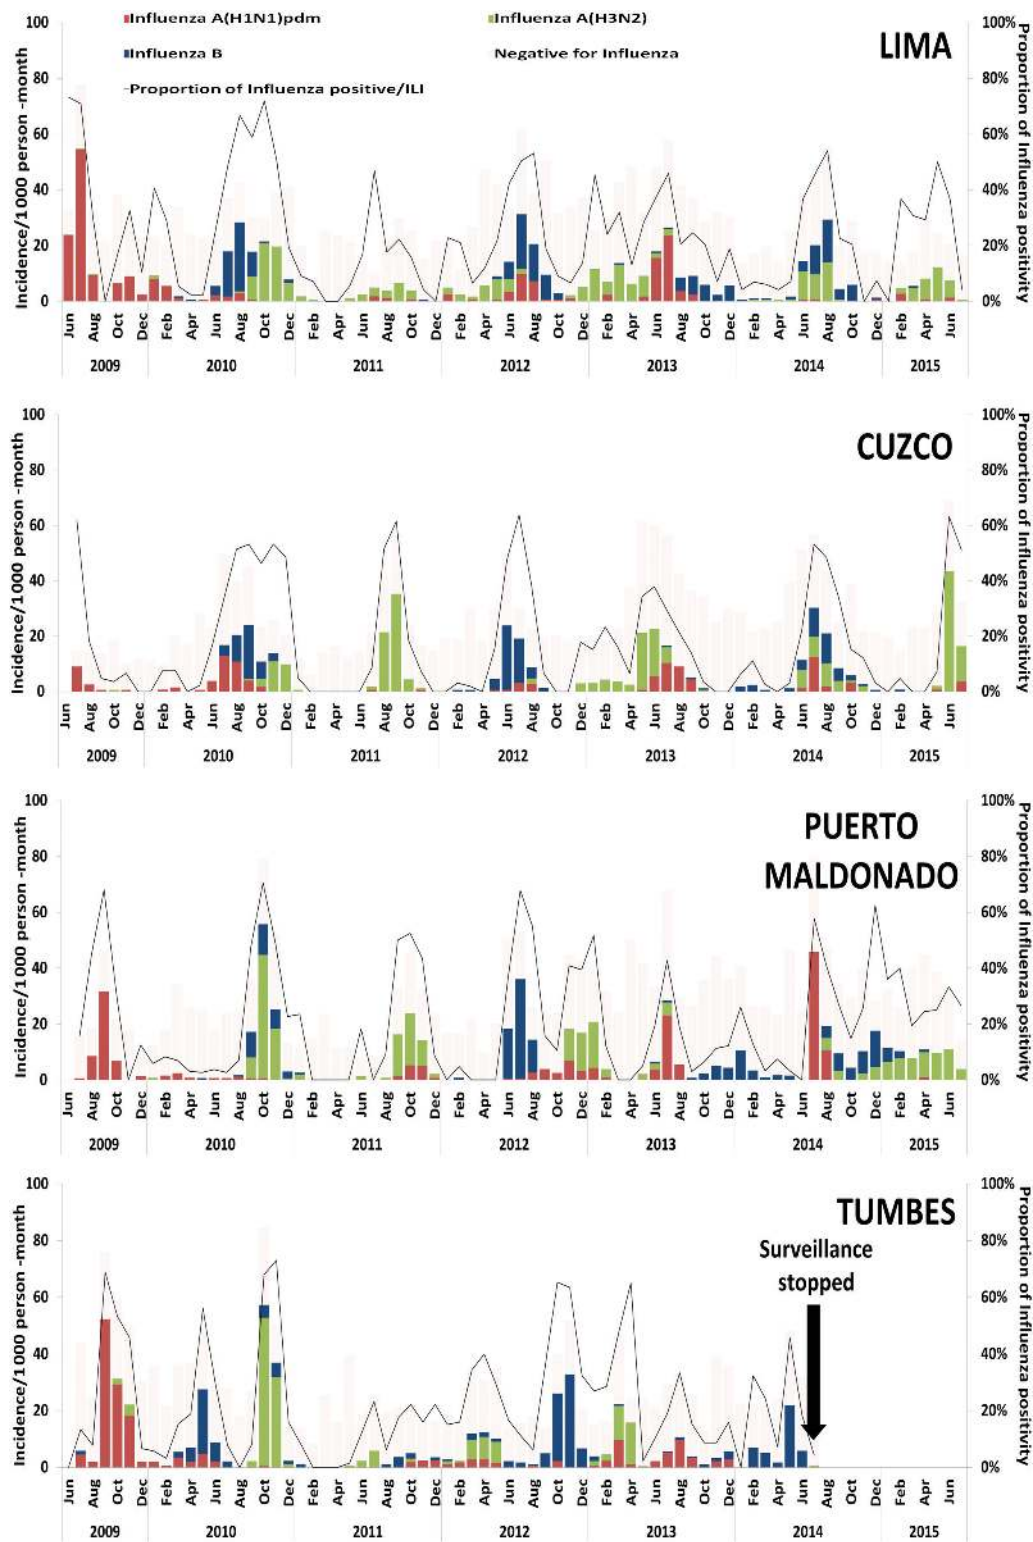 Influenza A(H1N1)pdm Influenza A(H3N2)
Influenza B Negative for Influenza
Proportion of Influenza positive/ILI
LIMA
Incidence/1000 person -month
Proportion of Influenza positivity
100 80 60 40 20 0
100% 80% 60% 40% 20% 0%
Jun Aug Oct Dec Feb Apr Jun Aug Oct Dec Feb Apr Jun Aug Oct Dec Feb Apr Jun Aug Oct Dec Feb Apr Jun Aug Oct Dec Feb Apr Jun Aug Oct Dec Feb Apr Jun
2009 2010 2011 2012 2013 2014 2015
CUZCO
Incidence/1000 person -month
Proportion of Influenza positivity
100 80 60 40 20 0
100% 80% 60% 40% 20% 0%
Jun Aug Oct Dec Feb Apr Jun Aug Oct Dec Feb Apr Jun Aug Oct Dec Feb Apr Jun Aug Oct Dec Feb Apr Jun Aug Oct Dec Feb Apr Jun Aug Oct Dec Feb Apr Jun
2009 2010 2011 2012 2013 2014 2015
PUERTO
MALDONADO
Incidence/1000 person -month
Proportion of Influenza positivity
100 80 60 40 20 0
100% 80% 60% 40% 20% 0%
Jun Aug Oct Dec Feb Apr Jun Aug Oct Dec Feb Apr Jun Aug Oct Dec Feb Apr Jun Aug Oct Dec Feb Apr Jun Aug Oct Dec Feb Apr Jun Aug Oct Dec Feb Apr Jun
2009 2010 2011 2012 2013 2014 2015
TUMBES
Surveillance
stopped
Incidence/1000 person -month
Proportion of Influenza positivity
100 80 60 40 20 0
100% 80% 60% 40% 20% 0%
Jun Aug Oct Dec Feb Apr Jun Aug Oct Dec Feb Apr Jun Aug Oct Dec Feb Apr Jun Aug Oct Dec Feb Apr Jun Aug Oct Dec Feb Apr Jun Aug Oct Dec Feb Apr Jun
2009 2010 2011 2012 2013 2014 2015